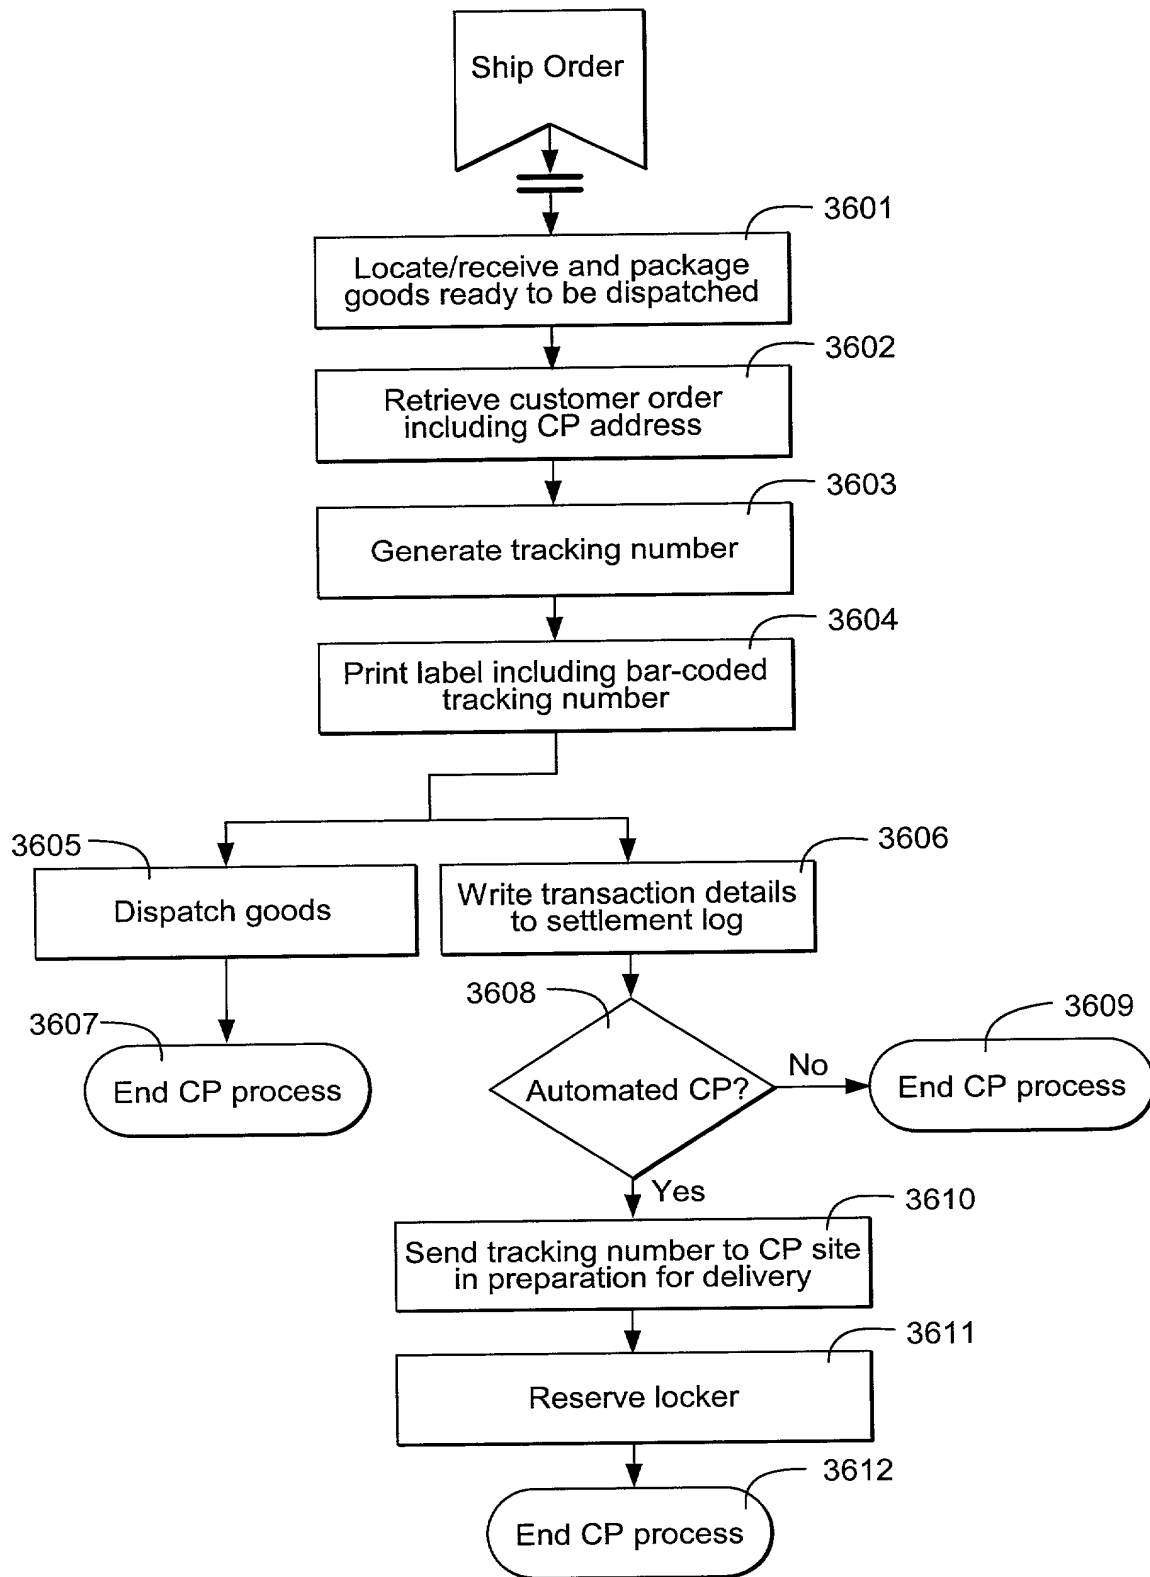 Ship Order
3601
Locate/receive and package
goods ready to be dispatched
3602
Retrieve customer order
including CP address
3603
Generate tracking number
3604
Print label including bar-coded
tracking number
3605
Dispatch goods
3606
Write transaction details
to settlement log
3607
End CP process
3608
Automated CP?
No
3609
End CP process
Yes
3610
Send tracking number to CP site
in preparation for delivery
3611
Reserve locker
3612
End CP process